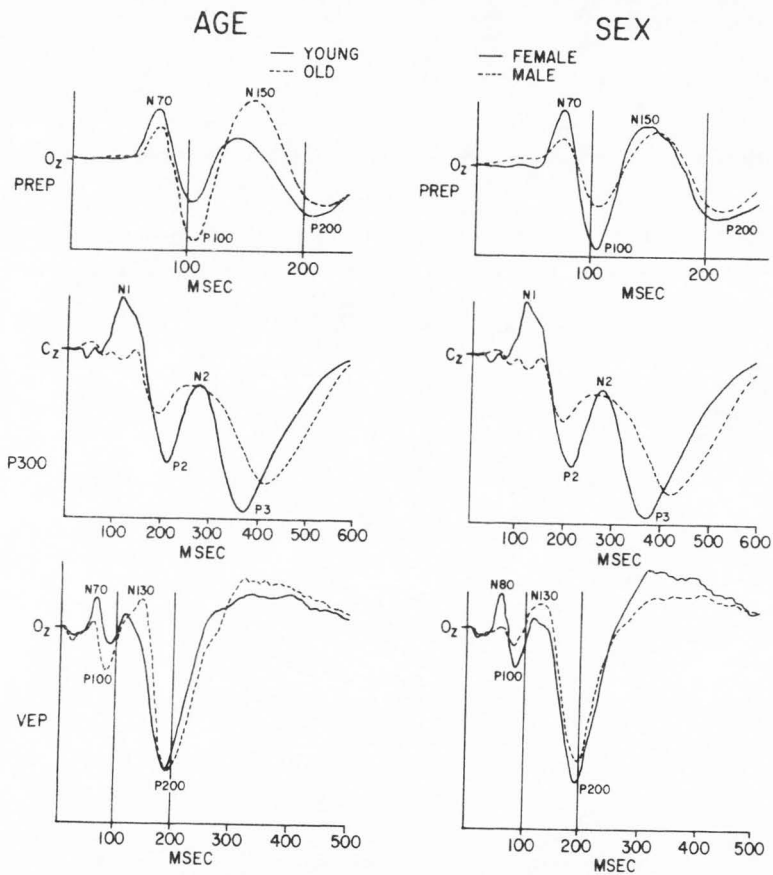 AGE
YOUNG
OLD
N70
N150
Oz
PREP
P100
P200
100
200
MSEC
N1
Cz
N2
P2
P3
P300
100
200
300
400
500
600
MSEC
N70
N130
Oz
P100
VEP
P200
100
200
300
400
500
MSEC
SEX
FEMALE
MALE
N70
N150
Oz
PREP
P100
P200
100
200
MSEC
N1
Cz
N2
P2
P3
100
200
300
400
500
600
MSEC
N80
N130
Oz
P100
P200
100
200
300
400
500
MSEC